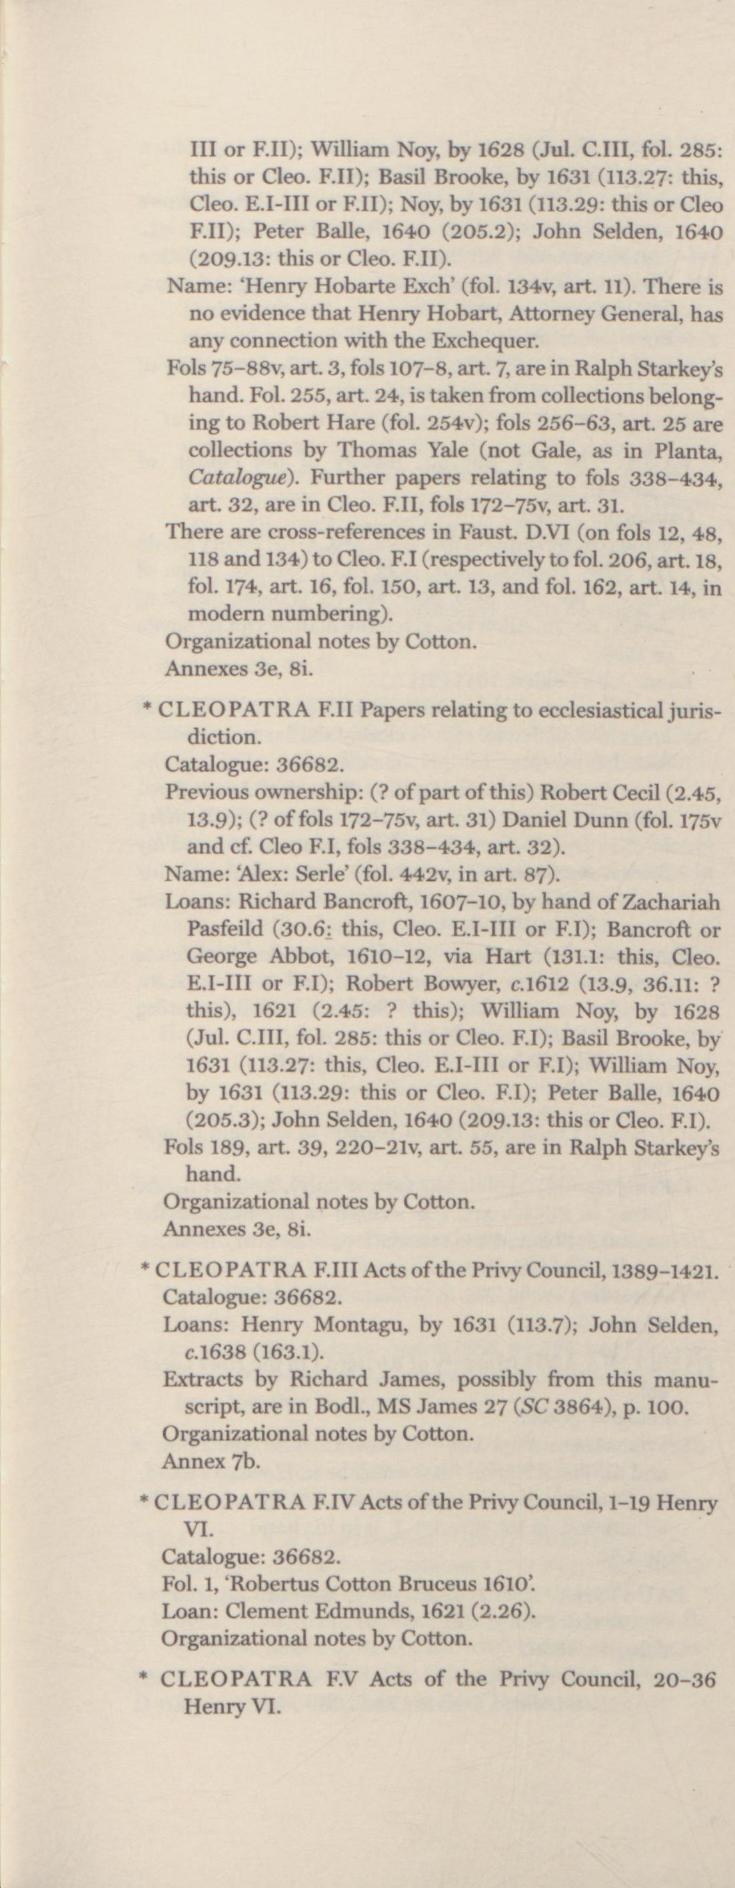 III or F.II); William Noy, by 1628 (Jul. C.III, fol. 285:
this or Cleo. F.II); Basil Brooke, by 1631 (113.27: this,
Cleo. E.I-III or F.II); Noy, by 1631 (113.29: this or Cleo
F.II); Peter Balle, 1640 (205.2); John Selden, 1640
(209.13: this or Cleo. F.II).
Name: ‘Henry Hobarte Exch’ (fol. 134v, art. 11). There is
no evidence that Henry Hobart, Attorney General, has
any connection with the Exchequer.
Fols 75–88v, art. 3, fols 107–8, art. 7, are in Ralph Starkey’s
hand. Fol. 255, art. 24, is taken from collections belong-
ing to Robert Hare (fol. 254v); fols 256–63, art. 25 are
collections by Thomas Yale (not Gale, as in Planta,
Catalogue). Further papers relating to fols 338–434,
art. 32, are in Cleo. F.II, fols 172–75v, art. 31.
There are cross-references in Faust. D.VI (on fols 12, 48,
118 and 134) to Cleo. F.I (respectively to fol. 206, art. 18,
fol. 174, art. 16, fol. 150, art. 13, and fol. 162, art. 14, in
modern numbering).
Organizational notes by Cotton.
Annexes 3e, 8i.
* CLEOPATRA F.II Papers relating to ecclesiastical juris-
diction.
Catalogue: 36682.
Previous ownership: (? of part of this) Robert Cecil (2.45,
13.9); (? of fols 172–75v, art. 31) Daniel Dunn (fol. 175v
and cf. Cleo F.I, fols 338–434, art. 32).
Name: ‘Alex: Serle’ (fol. 442v, in art. 87).
Loans: Richard Bancroft, 1607–10, by hand of Zachariah
Pasfeild (30.6: this, Cleo. E.I-III or F.I); Bancroft or
George Abbot, 1610–12, via Hart (131.1: this, Cleo.
E.I-III or F.I); Robert Bowyer, c.1612 (13.9, 36.11: ?
this), 1621 (2.45: ? this); William Noy, by 1628
(Jul. C.III, fol. 285: this or Cleo. F.I); Basil Brooke, by
1631 (113.27: this, Cleo. E.I-III or F.I); William Noy,
by 1631 (113.29: this or Cleo. F.I); Peter Balle, 1640
(205.3); John Selden, 1640 (209.13: this or Cleo. F.I).
Fols 189, art. 39, 220–21v, art. 55, are in Ralph Starkey’s
hand.
Organizational notes by Cotton.
Annexes 3e, 8i.
* CLEOPATRA F.III Acts of the Privy Council, 1389–1421.
Catalogue: 36682.
Loans: Henry Montagu, by 1631 (113.7); John Selden,
c.1638 (163.1).
Extracts by Richard James, possibly from this manu-
script, are in Bodl., MS James 27 (SC 3864), p. 100.
Organizational notes by Cotton.
Annex 7b.
* CLEOPATRA F.IV Acts of the Privy Council, 1–19 Henry
VI.
Catalogue: 36682.
Fol. 1, ‘Robertus Cotton Bruceus 1610’.
Loan: Clement Edmunds, 1621 (2.26).
Organizational notes by Cotton.
* CLEOPATRA F.V Acts of the Privy Council, 20–36
Henry VI.